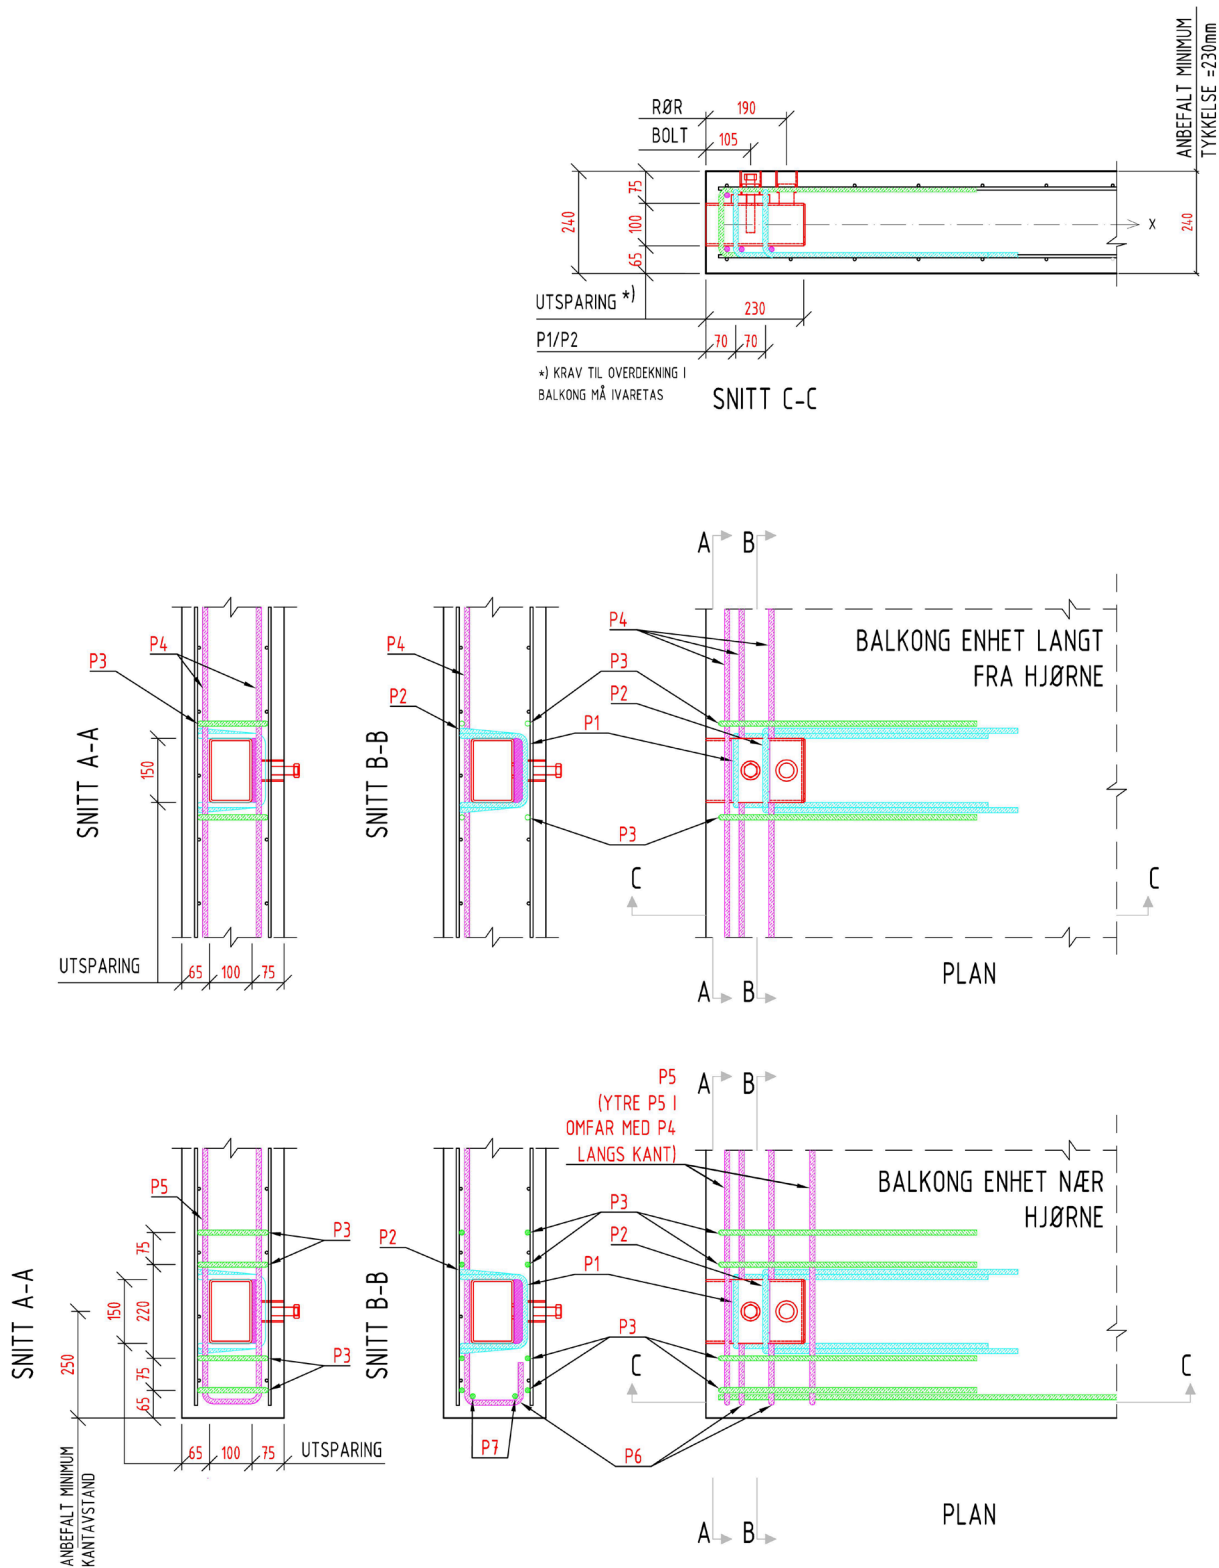 ANBEFALT MINIMUM
TYKKELSE =230mm
RØR
190
BOLT
105
240
75
100
65
x
240
UTSPARING *)
230
P1/P2
70
70
*) KRAV TIL OVERDEKNING I
BALKONG MÅ IVARETAS
SNITT C-C
A
B
P3
P4
P4
P2
P4
P3
P2
P1
P3
BALKONG ENHET LANGT
FRA HJØRNE
SNITT A-A
150
SNITT B-B
C
C
UTSPARING
65
100
75
A
B
PLAN
P5
(YTRE P5 I
OMFAR MED P4
LANGS KANT)
A
B
BALKONG ENHET NÆR
HJØRNE
P5
P3
P2
P3
P2
P1
P3
SNITT A-A
75
150
220
250
75
65
P3
SNITT B-B
C
C
65
100
75
UTSPARING
P7
P6
ANBEFALT MINIMUM
KANTAVSTAND
A
B
PLAN